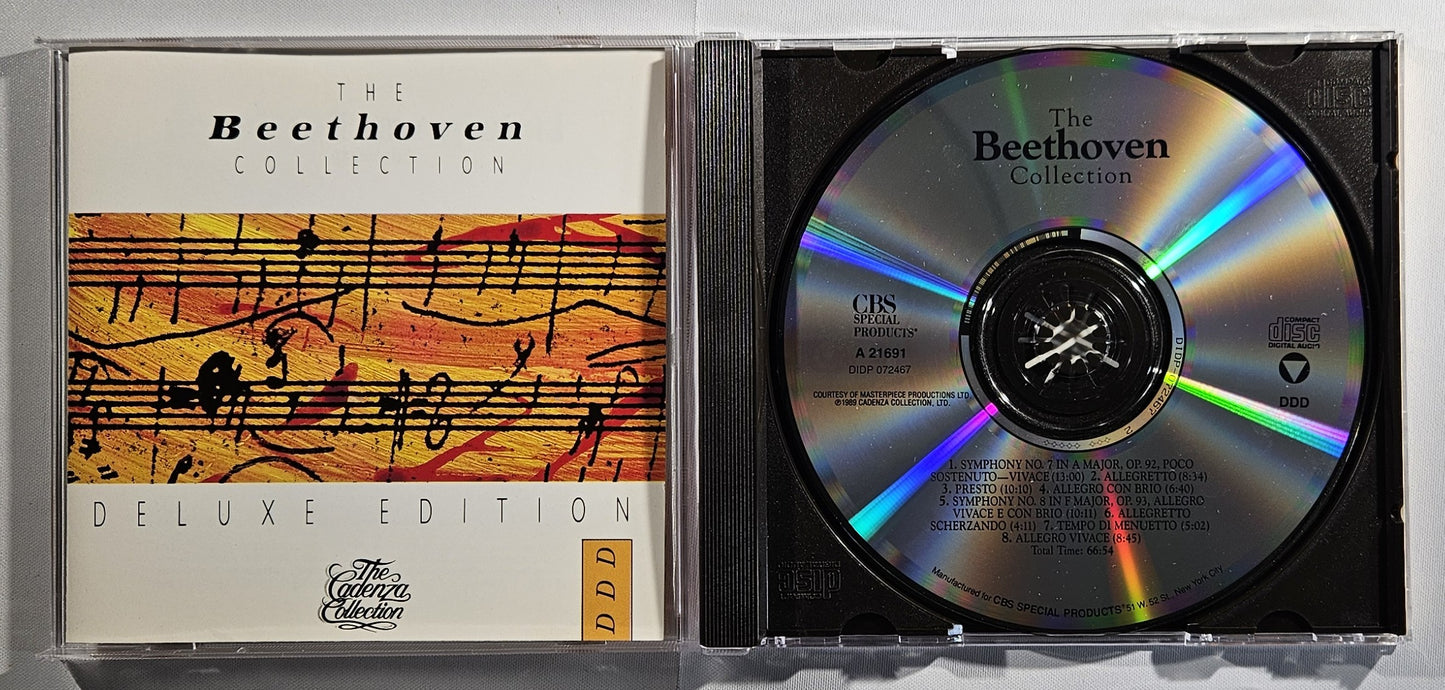 THE
Beethoven
COLLECTION
DELUXE EDITION
The
Cadenza
Collection
DDD
The
Beethoven
Collection
CBS
SPECIAL
PRODUCTS®
A 21691
DIDP 072467
COURTESY OF MASTERPIECE PRODUCTIONS LTD.
℗1989 CADENZA COLLECTION, LTD.
COMPACT
disc
DIGITAL AUDIO
DDD
DIDP-072467 2
1. SYMPHONY NO. 7 IN A MAJOR, OP. 92, POCO
SOSTENUTO—VIVACE (13:00) 2. ALLEGRETTO (8:34)
3. PRESTO (10:10) 4. ALLEGRO CON BRIO (6:40)
5. SYMPHONY NO. 8 IN F MAJOR, OP. 93, ALLEGRO
VIVACE E CON BRIO (10:11) 6. ALLEGRETTO
SCHERZANDO (4:11) 7. TEMPO DI MENUETTO (5:02)
8. ALLEGRO VIVACE (8:45)
Total Time: 66:54
Manufactured for CBS SPECIAL PRODUCTS® 51 W. 52 St., New York City
disc
disc